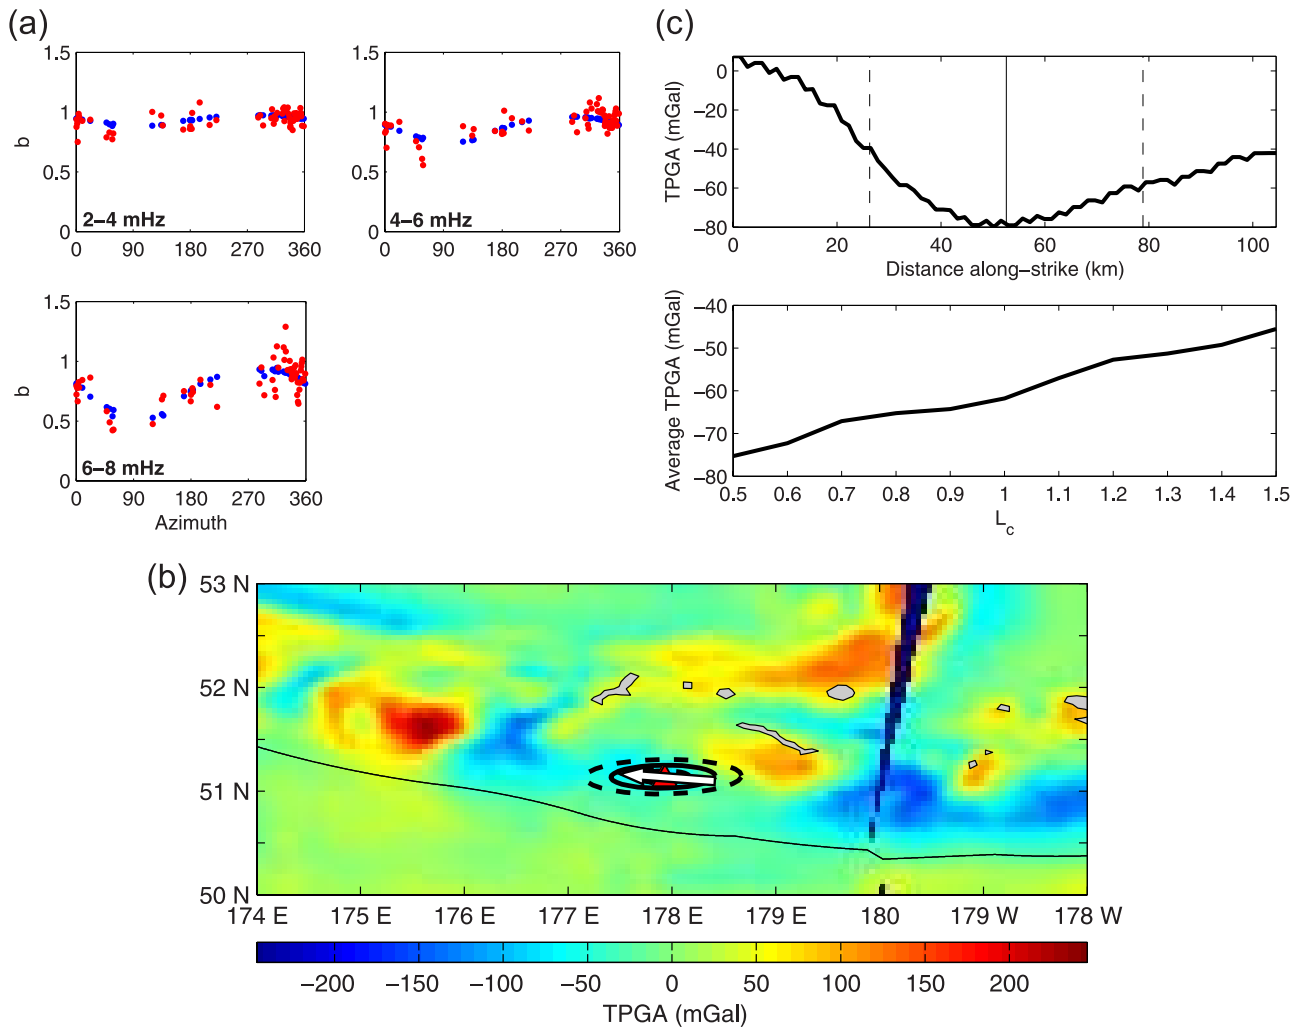 (a)
1.5
1
0.5
0
b
2−4 mHz
0 90 180 270 360
1.5
1
0.5
0
4−6 mHz
0 90 180 270 360
1.5
1
0.5
0
b
6−8 mHz
0 90 180 270 360
Azimuth
(c)
0
−20
−40
−60
−80
TPGA (mGal)
0 20 40 60 80 100
Distance along−strike (km)
−40
−50
−60
−70
−80
Average TPGA (mGal)
0.5 0.6 0.7 0.8 0.9 1 1.1 1.2 1.3 1.4 1.5
Lc
(b)
53 N
52 N
51 N
50 N
174 E 175 E 176 E 177 E 178 E 179 E 180 179 W 178 W
−200 −150 −100 −50 0 50 100 150 200
TPGA (mGal)